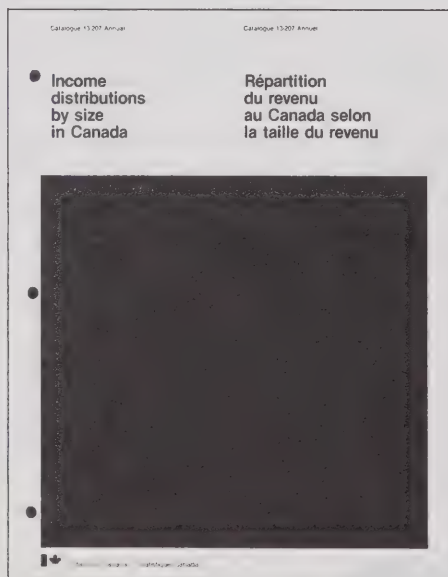 Catalogue 13-207 Annual
Income
distributions
by size
in Canada
Catalogue 13-207 Annuel
Répartition
du revenu
au Canada selon
la taille du revenu
Canada